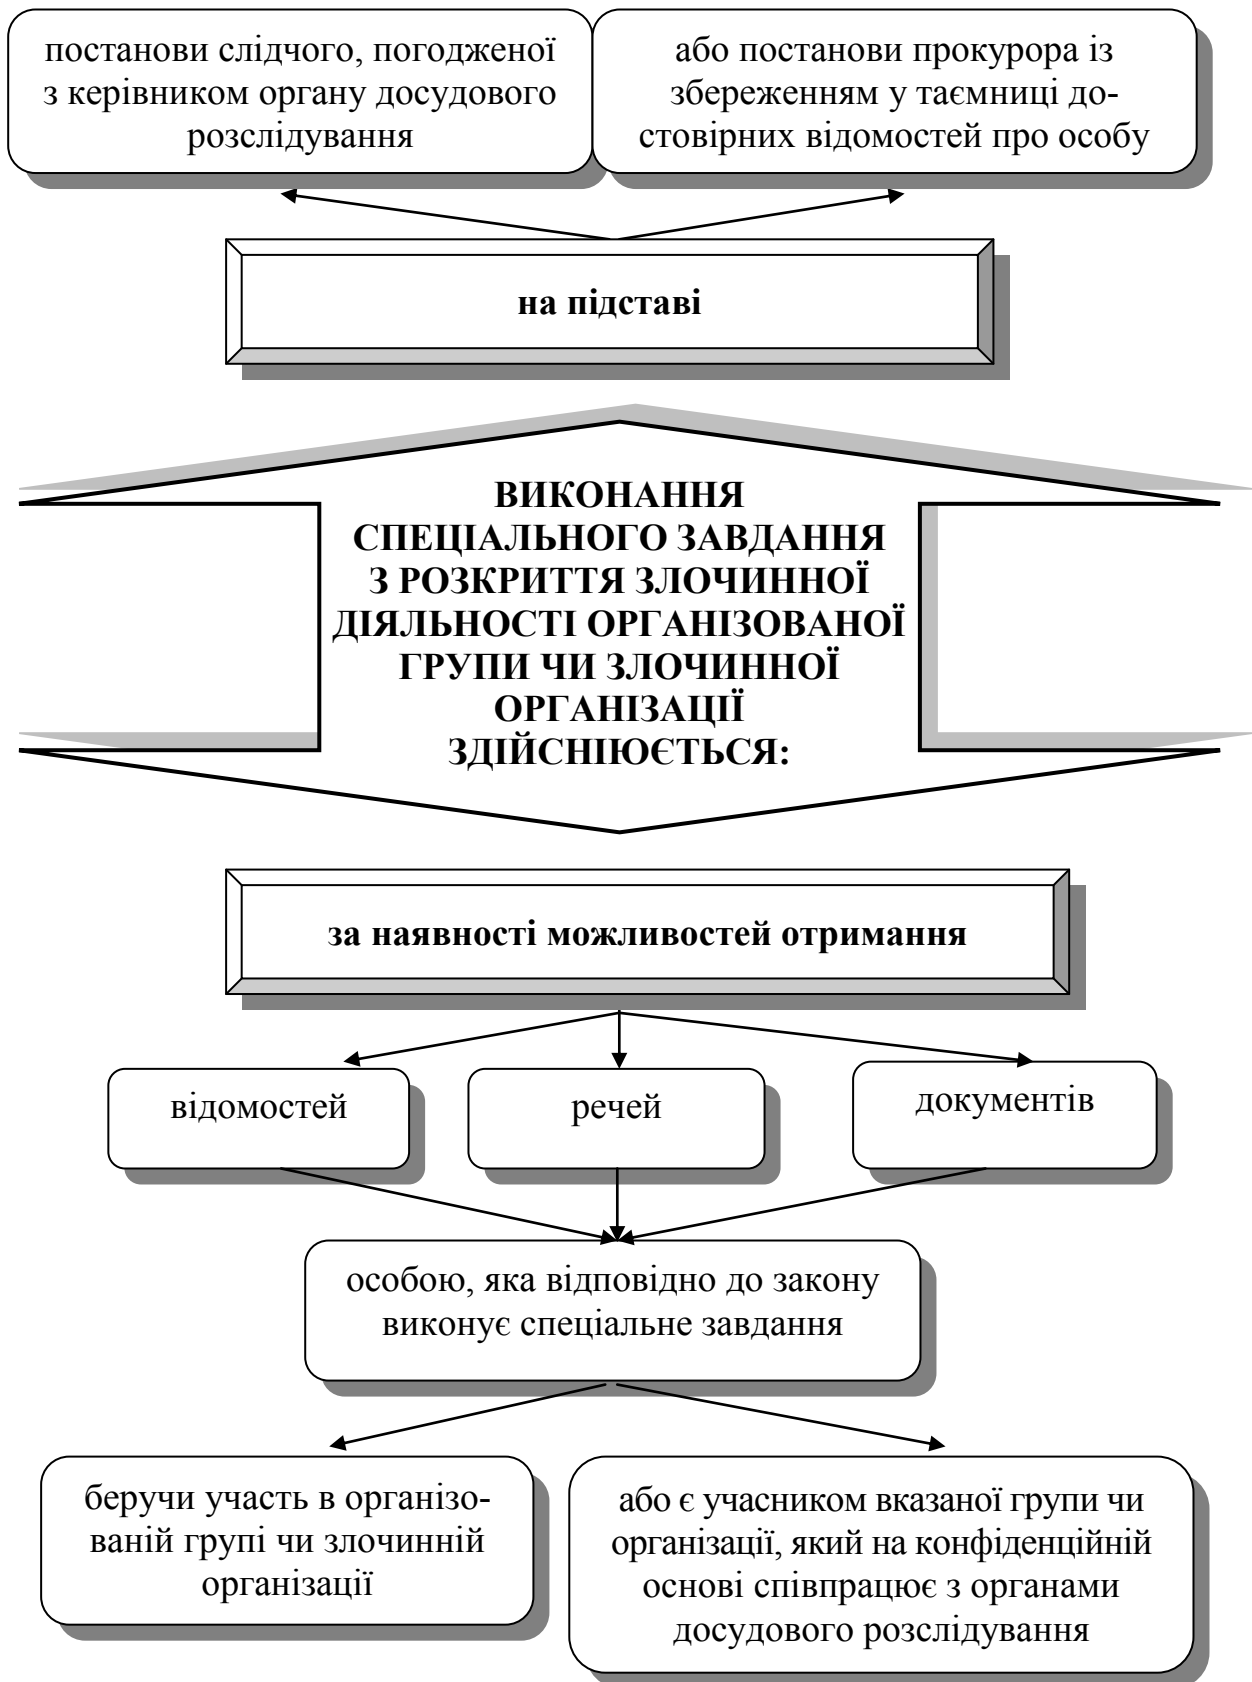 постанови слідчого, погодженої
з керівником органу досудового
розслідування
або постанови прокурора із
збереженням у таємниці до-
стовірних відомостей про особу
на підставі
ВИКОНАННЯ
СПЕЦІАЛЬНОГО ЗАВДАННЯ
З РОЗКРИТТЯ ЗЛОЧИННОЇ
ДІЯЛЬНОСТІ ОРГАНІЗОВАНОЇ
ГРУПИ ЧИ ЗЛОЧИННОЇ
ОРГАНІЗАЦІЇ
ЗДІЙСНІЮЄТЬСЯ:
за наявності можливостей отримання
відомостей
речей
документів
особою, яка відповідно до закону
виконує спеціальне завдання
беручи участь в організо-
ваній групі чи злочинній
організації
або є учасником вказаної групи чи
організації, який на конфіденційній
основі співпрацює з органами
досудового розслідування